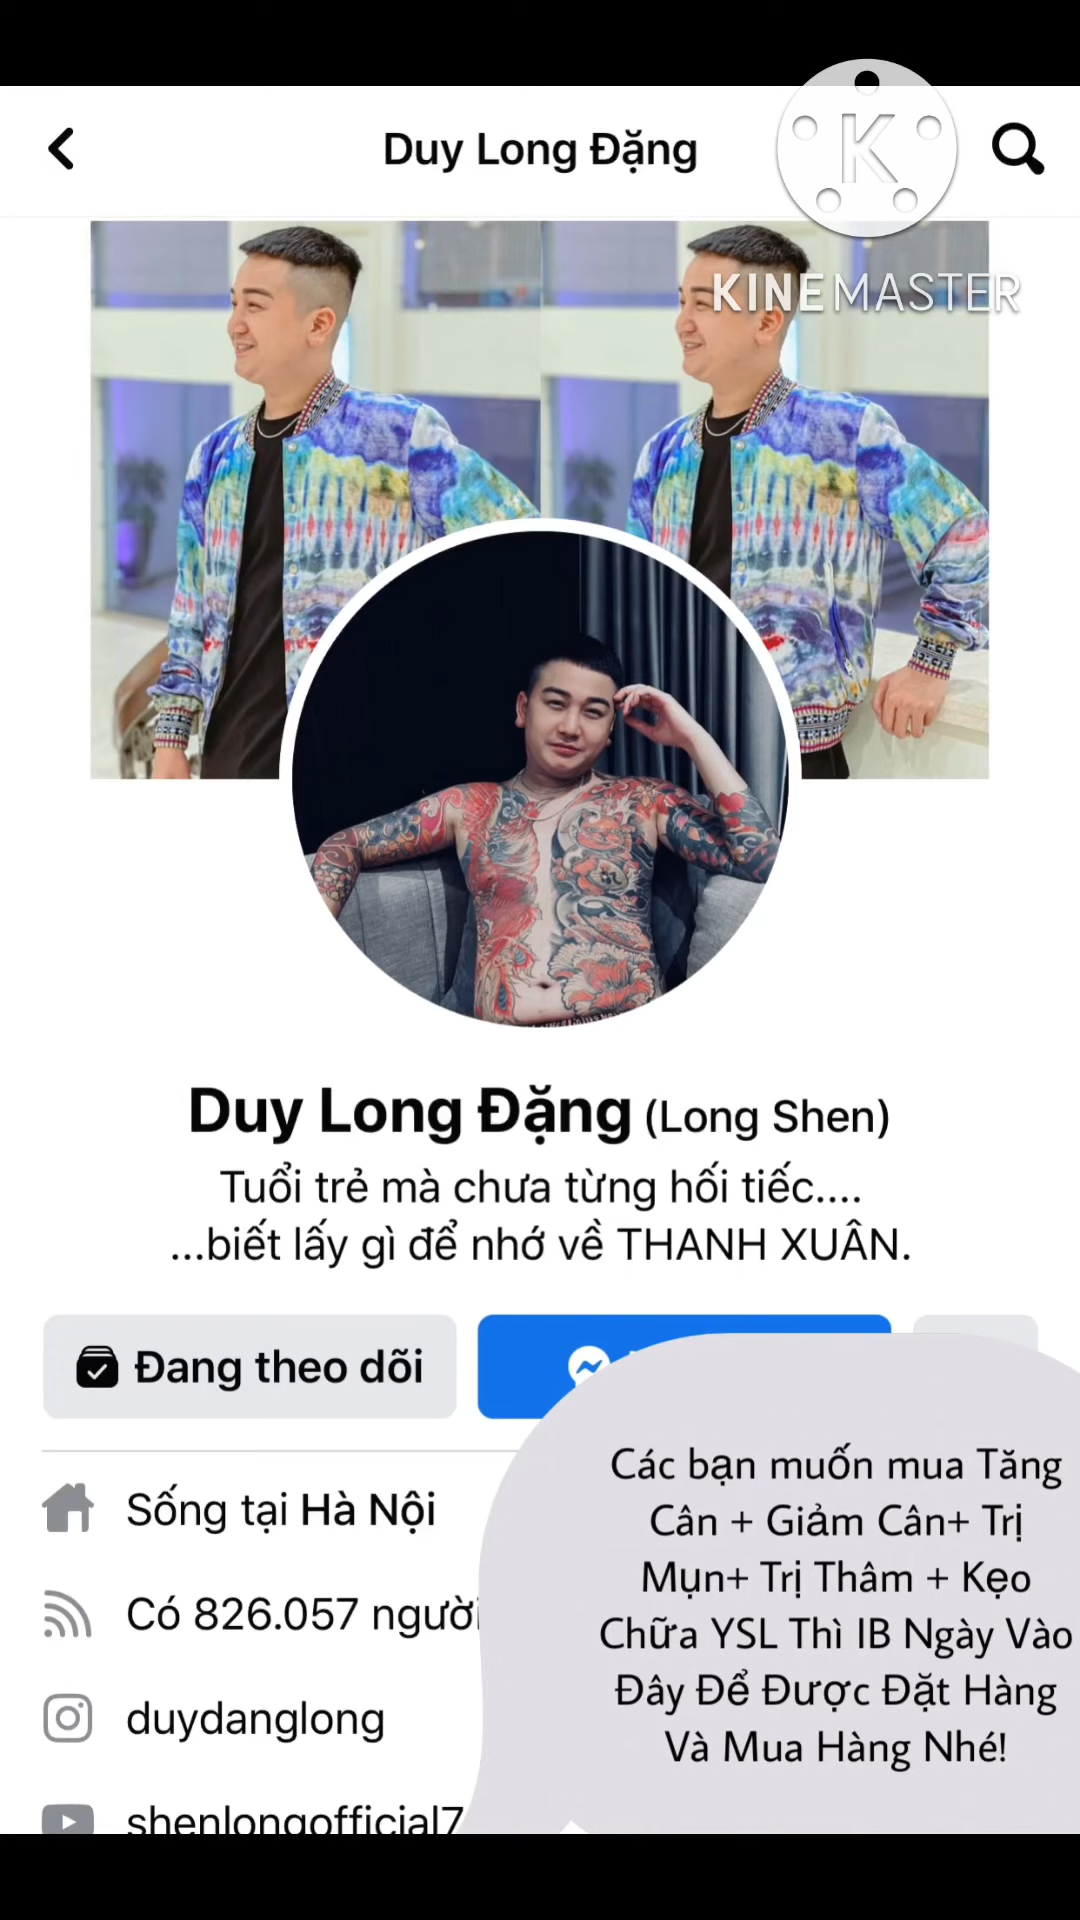 Duy Long Đặng
K
KINEMASTER
Duy Long Đặng (Long Shen)
Tuổi trẻ mà chưa từng hối tiếc....
...biết lấy gì để nhớ về THANH XUÂN.
Đang theo dõi
Sống tại Hà Nội
Có 826.057 người
duydanglong
shenlongofficial7
Các bạn muốn mua Tăng
Cân + Giảm Cân+ Trị
Mụn+ Trị Thâm + Kẹo
Chữa YSL Thì IB Ngày Vào
Đây Để Được Đặt Hàng
Và Mua Hàng Nhé!